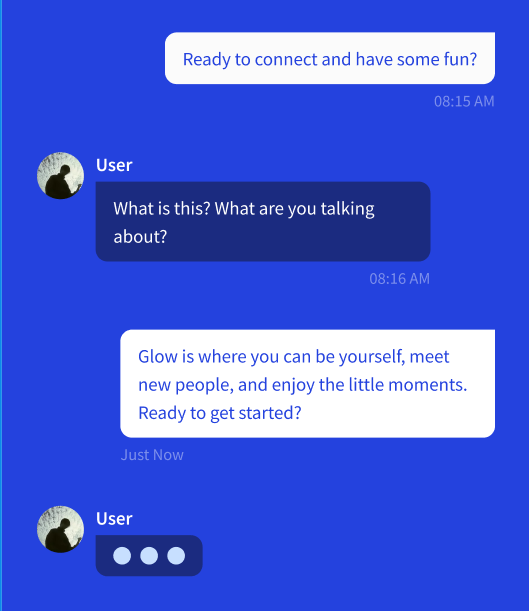 Ready to connect and have some fun?
08:15 AM
User
What is this? What are you talking
about?
08:16 AM
Glow is where you can be yourself, meet
new people, and enjoy the little moments.
Ready to get started?
Just Now
User